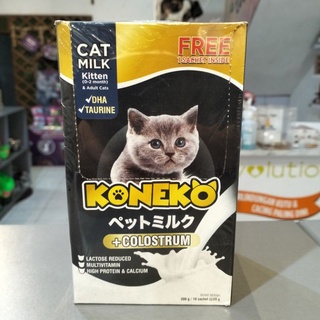 CAT
MILK
Kitten
(0-2 month)
& Adult Cats
✓DHA
✓TAURINE
FREE
KONEKO
ペットミルク
+COLOSTRUM
LACTOSE REDUCED
MULTIVITAMIN
HIGH PROTEIN & CALCIUM
volutio